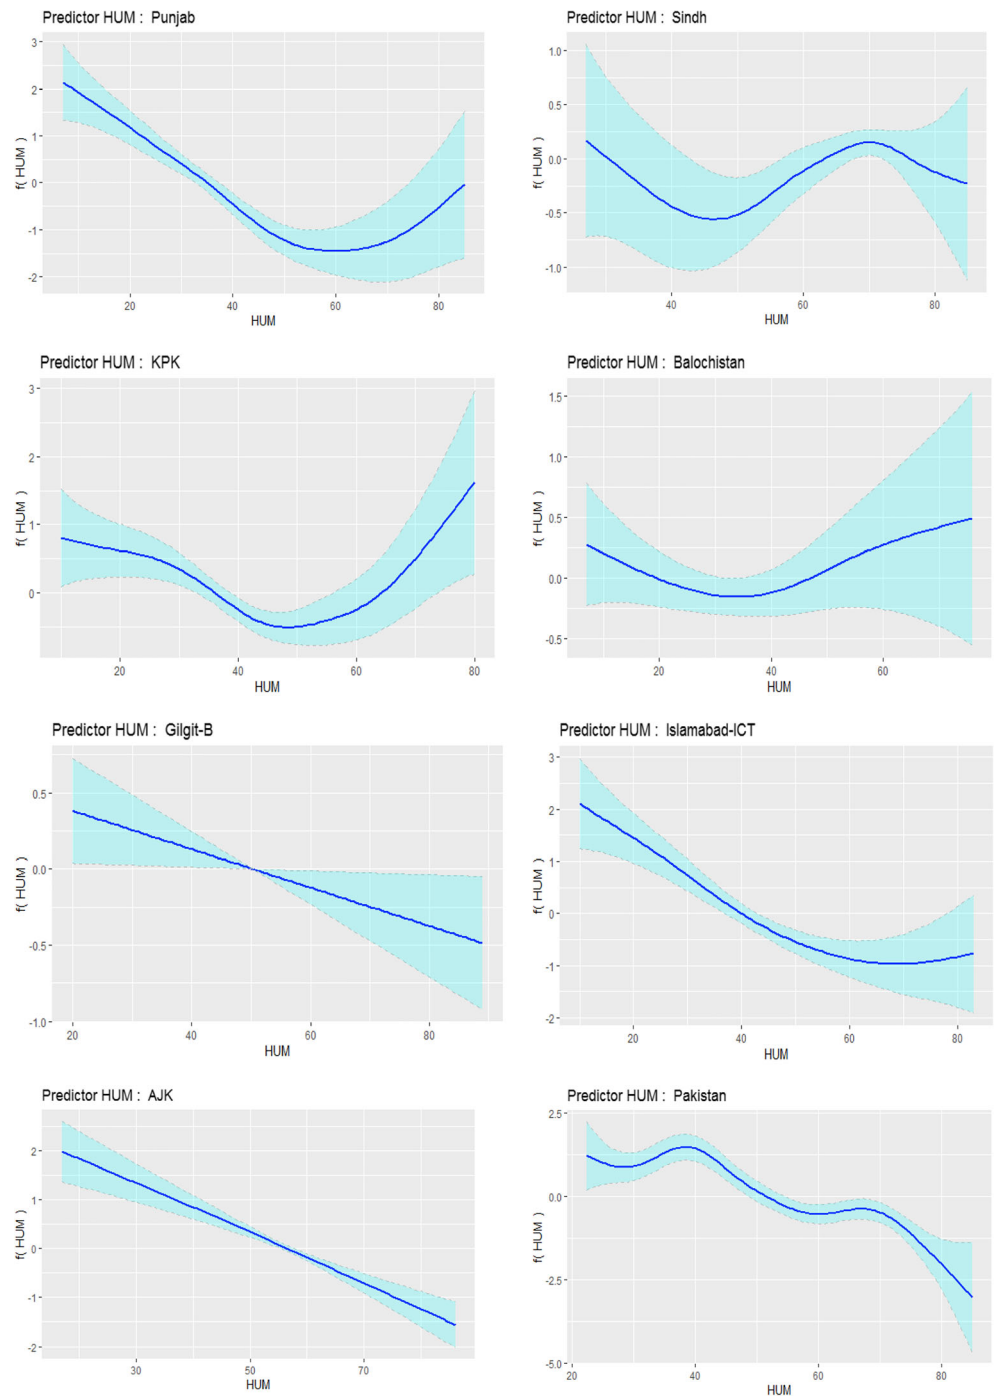 Predictor HUM : Punjab
3
2
1
0
-1
-2
f( HUM )
20
40
60
80
HUM
Predictor HUM : Sindh
1.0
0.5
0.0
-0.5
-1.0
f( HUM )
40
60
80
HUM
Predictor HUM : KPK
3
2
1
0
f( HUM )
20
40
60
80
HUM
Predictor HUM : Balochistan
1.5
1.0
0.5
0.0
-0.5
f( HUM )
20
40
60
HUM
Predictor HUM : Gilgit-B
0.5
0.0
-0.5
-1.0
f( HUM )
20
40
60
80
HUM
Predictor HUM : Islamabad-ICT
3
2
1
0
-1
-2
f( HUM )
20
40
60
80
HUM
Predictor HUM : AJK
2
1
0
-1
-2
f( HUM )
30
50
70
HUM
Predictor HUM : Pakistan
2.5
0.0
-2.5
-5.0
f( HUM )
20
40
60
80
HUM